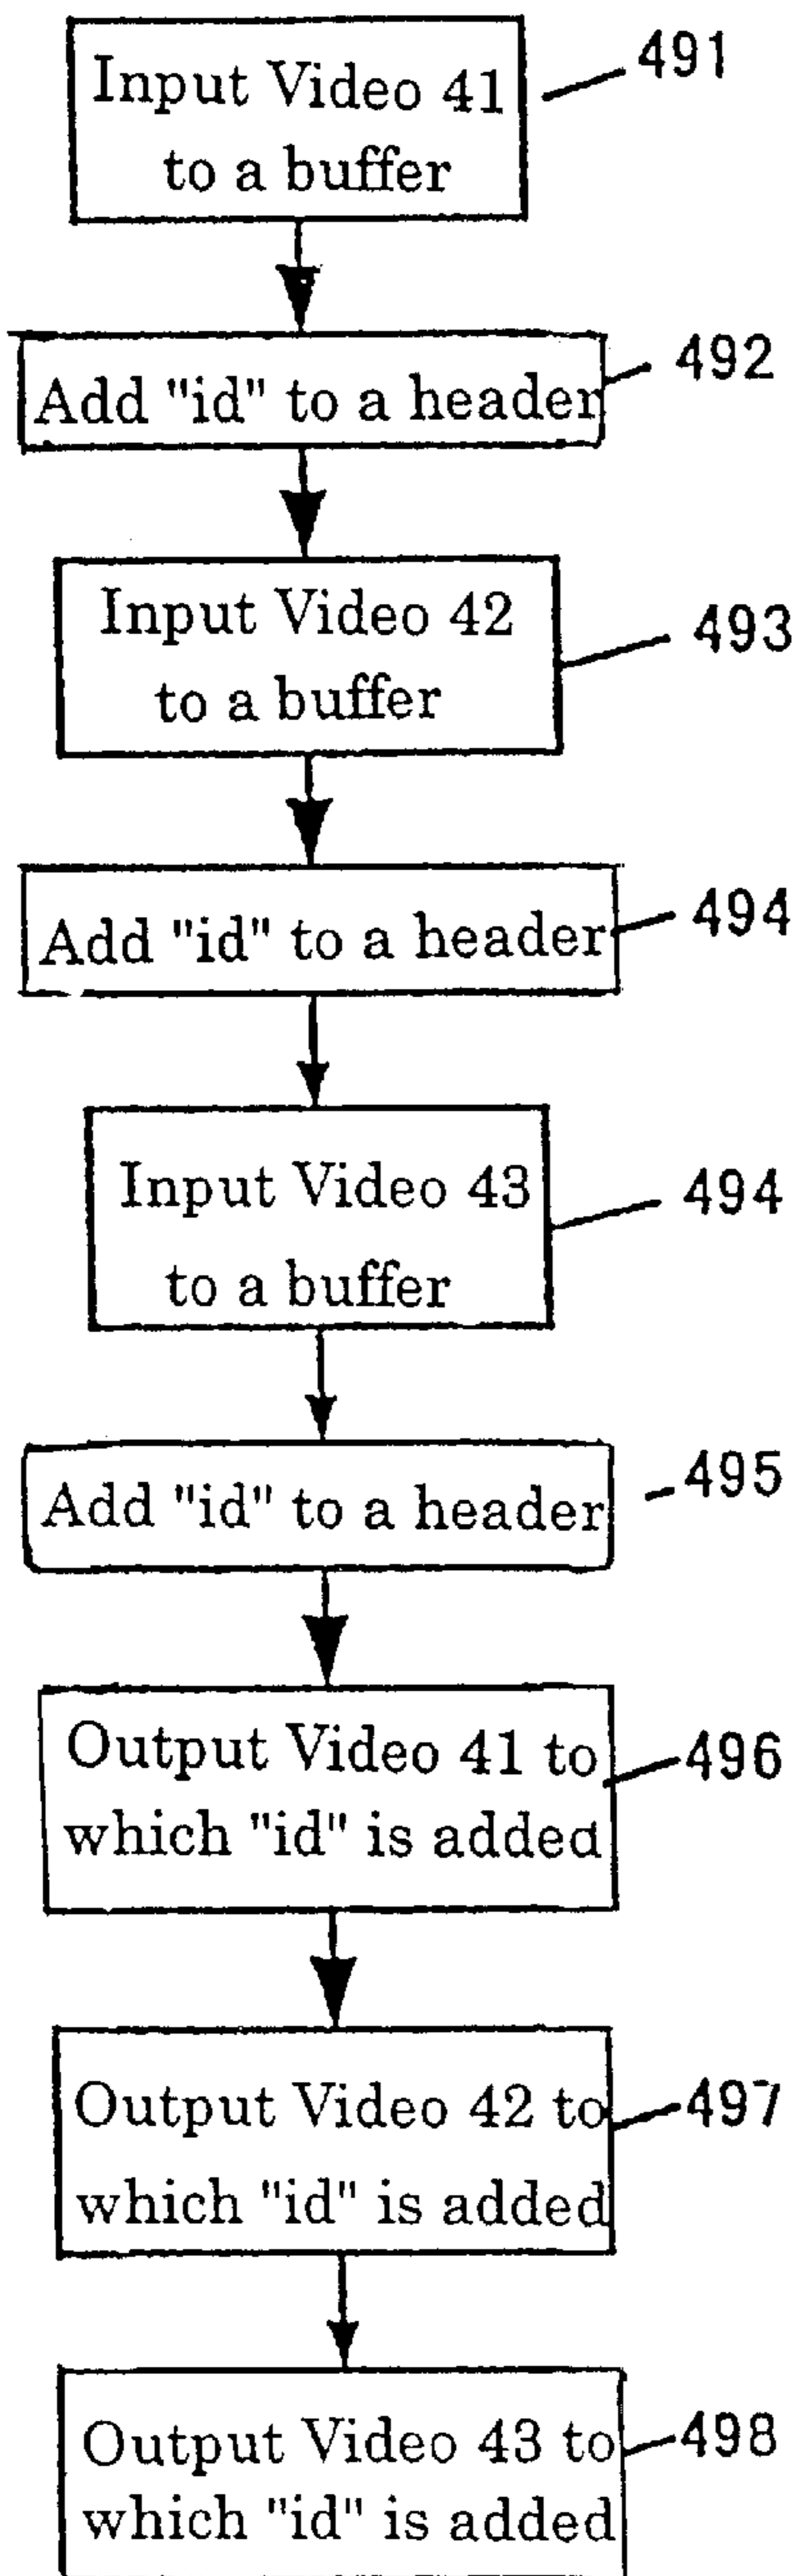 Input Video 41
to a buffer
491
Add "id" to a header
492
Input Video 42
to a buffer
493
Add "id" to a header
494
Input Video 43
to a buffer
494
Add "id" to a header
495
Output Video 41 to
which "id" is added
496
Output Video 42 to
which "id" is added
497
Output Video 43 to
which "id" is added
498